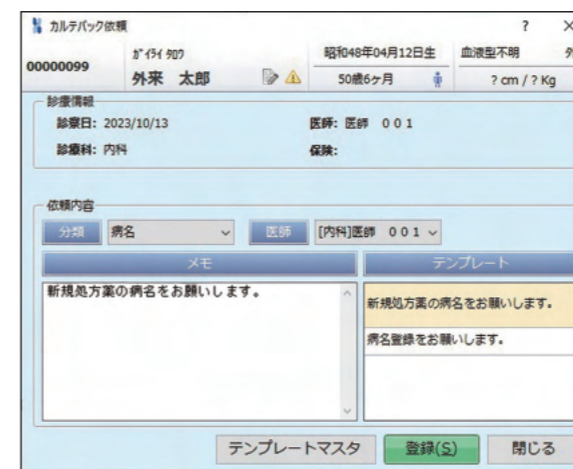 カルテバック依頼 ? ×
00000099
ガイライ タロウ
外来 太郎
昭和48年04月12日生 血液型不明
50歳6ヶ月 ? cm / ? Kg
診療情報
診察日: 2023/10/13 医師: 医師 001
診療科: 内科 保険:
依頼内容
分類 病名 医師 [内科]医師 001
メモ テンプレート
新規処方薬の病名をお願いします。
新規処方薬の病名をお願いします。
病名登録をお願いします。
テンプレートマスタ 登録(S) 閉じる